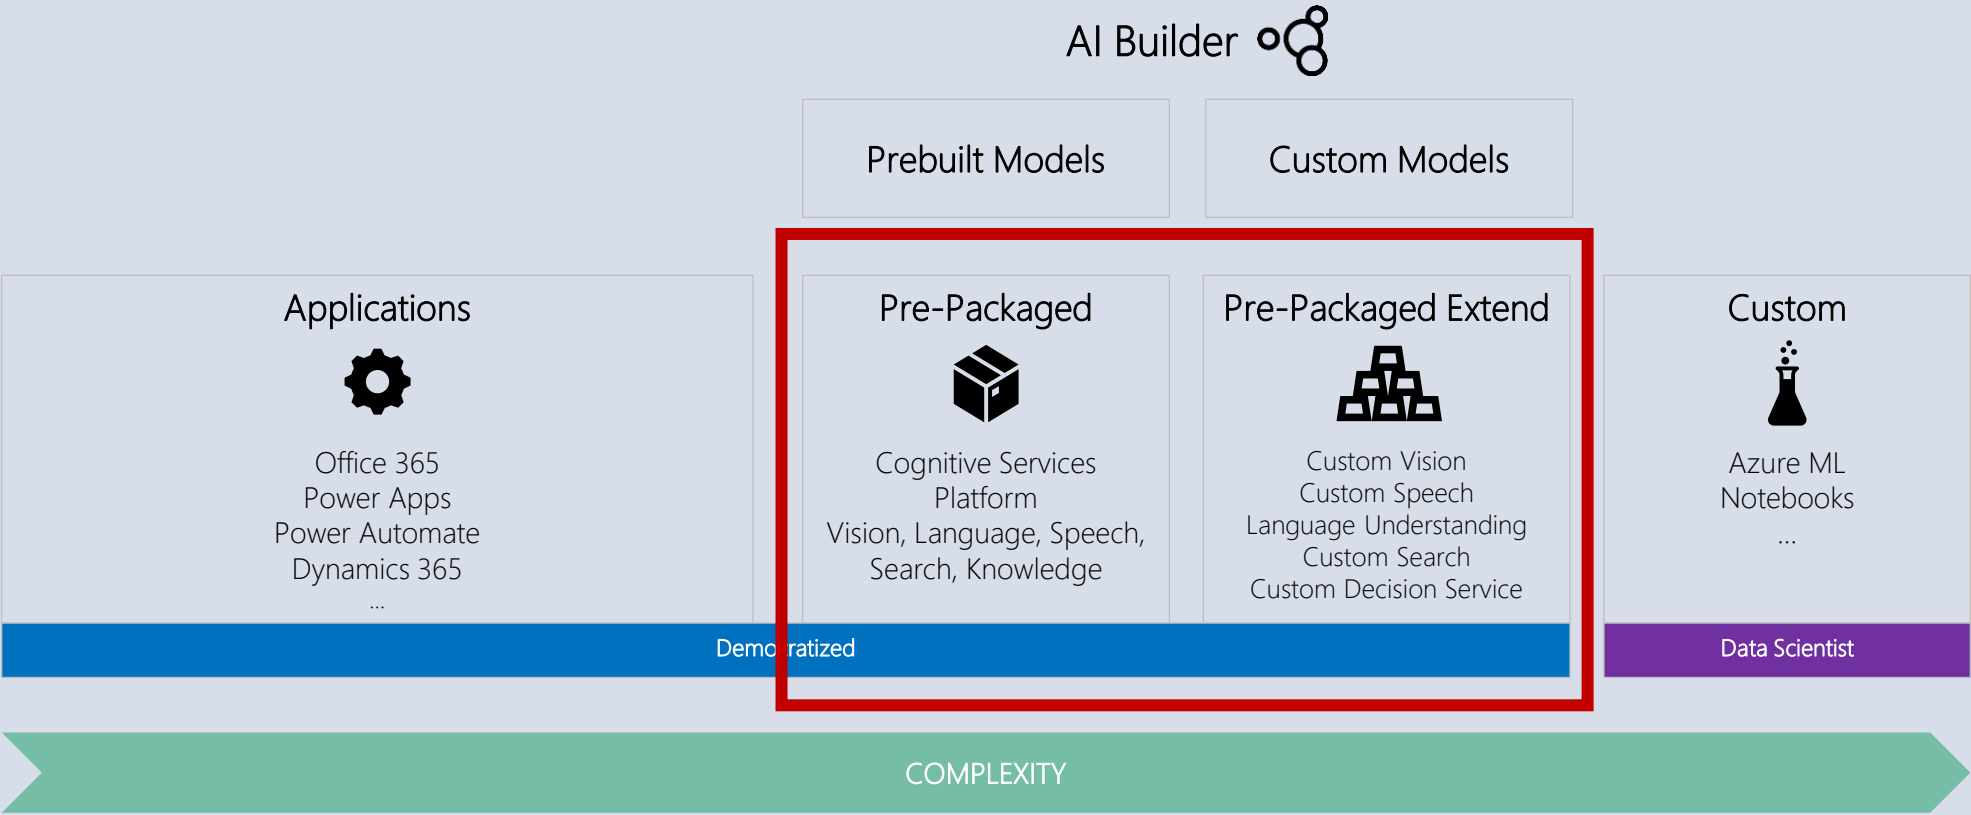 AI Builder
Prebuilt Models
Custom Models
Applications
Office 365
Power Apps
Power Automate
Dynamics 365
...
Pre-Packaged
Cognitive Services
Platform
Vision, Language, Speech,
Search, Knowledge
Pre-Packaged Extend
Custom Vision
Custom Speech
Language Understanding
Custom Search
Custom Decision Service
Custom
Azure ML
Notebooks
...
Democratized
Data Scientist
COMPLEXITY